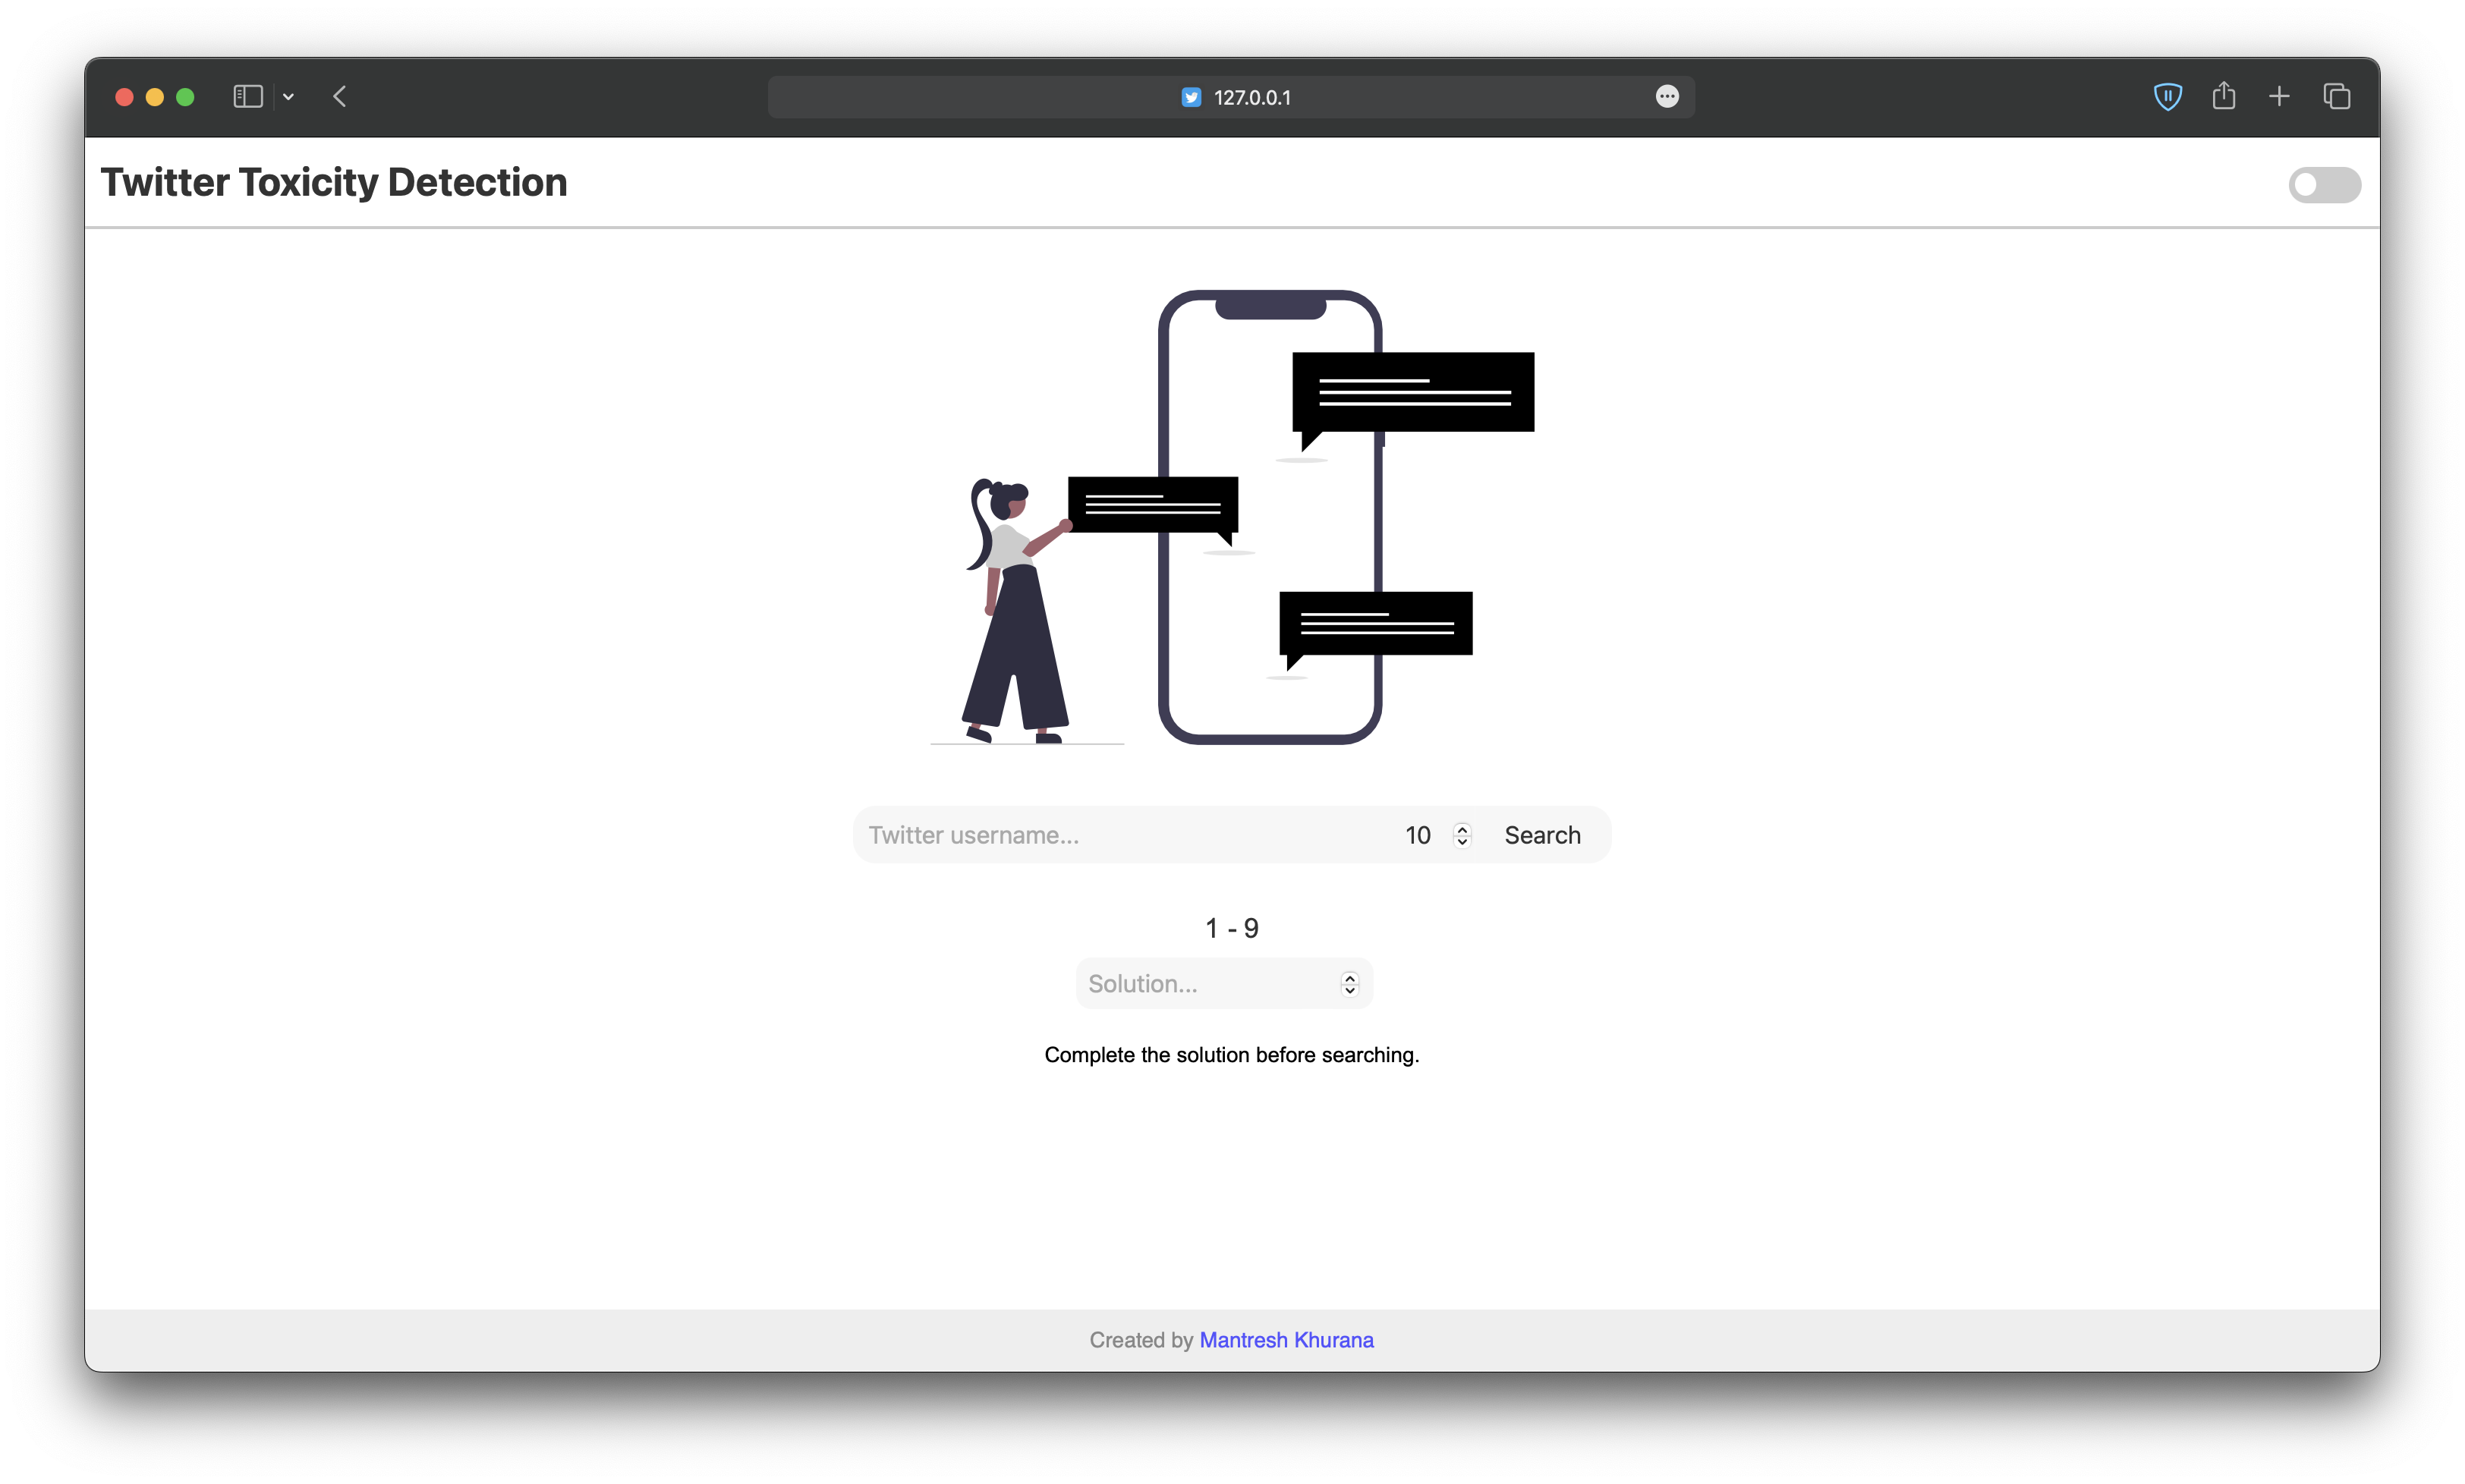 127.0.0.1
Twitter Toxicity Detection
Twitter username... 10 Search
1 - 9
Solution...
Complete the solution before searching.
Created by Mantresh Khurana